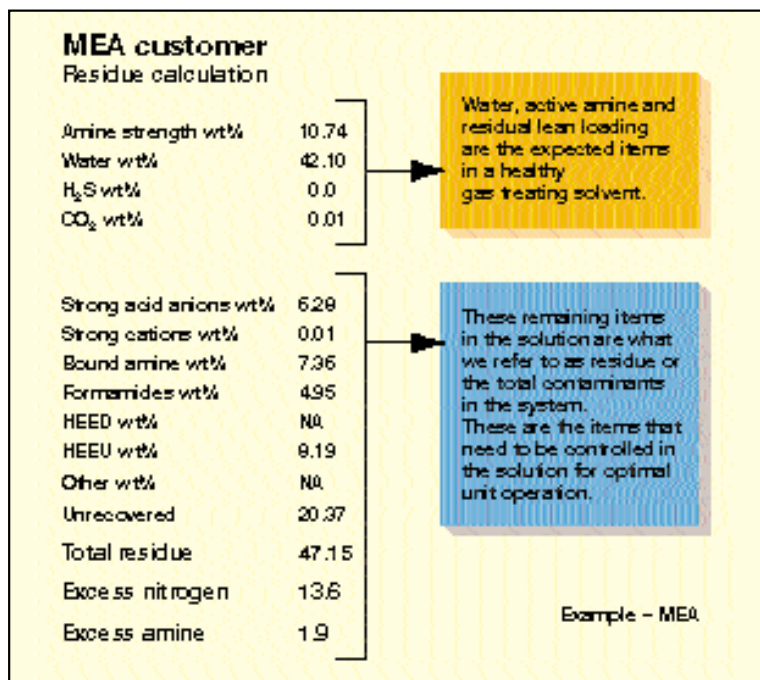 MEA customer
Residue calculation
Amine strength wt% 10.74
Water wt% 42.10
H₂S wt% 0.0
CO₂ wt% 0.01
Water, active amine and
residual lean loading
are the expected items
in a healthy
gas treating solvent.
Strong acid anions wt% 6.28
Strong cations wt% 0.01
Bound amine wt% 7.36
Formamides wt% 4.95
HEED wt% NA
HEEU wt% 8.19
Other wt% NA
Unrecovered 20.37
Total residue 47.15
Excess nitrogen 13.6
Excess amine 1.9
These remaining items
in the solution are what
we refer to as residue or
the total contaminants
in the system.
These are the items that
need to be controlled in
the solution for optimal
unit operation.
Example – MEA